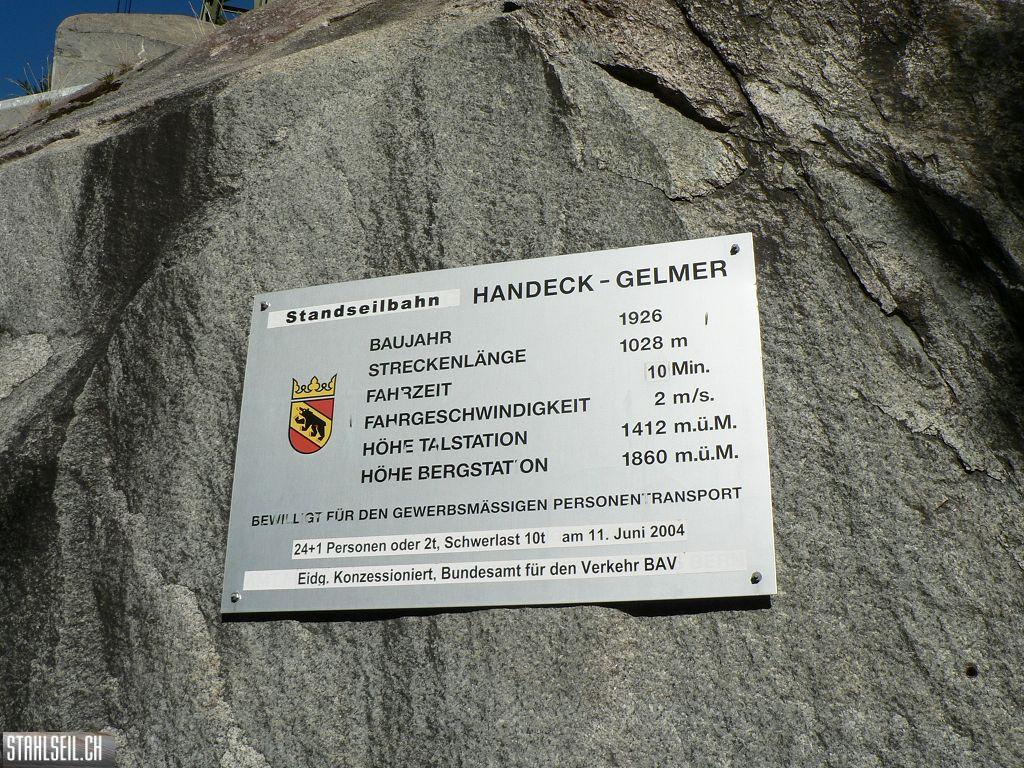 Standseilbahn HANDECK - GELMER
BAUJAHR 1926
STRECKENLÄNGE 1028 m
FAHRZEIT 10 Min.
FAHRGESCHWINDIGKEIT 2 m/s.
HÖHE TALSTATION 1412 m.ü.M.
HÖHE BERGSTATION 1860 m.ü.M.
BEWILLIGT FÜR DEN GEWERBSMÄSSIGEN PERSONENTRANSPORT
24+1 Personen oder 2t, Schwerlast 10t am 11. Juni 2004
Eidg. Konzessioniert, Bundesamt für den Verkehr BAV
STAHLSEIL.CH